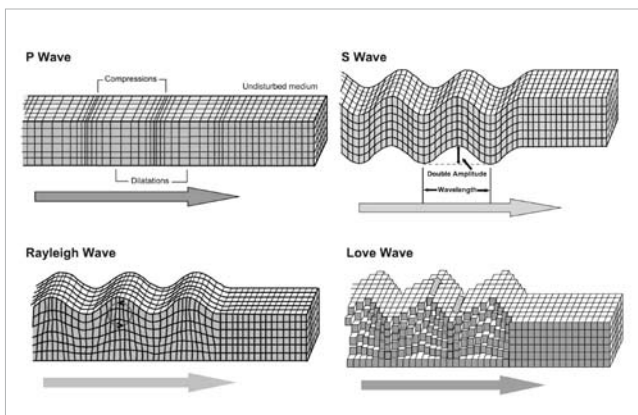 P Wave
Compressions
Undisturbed medium
Dilatations
S Wave
Double Amplitude
Wavelength
Rayleigh Wave
Love Wave